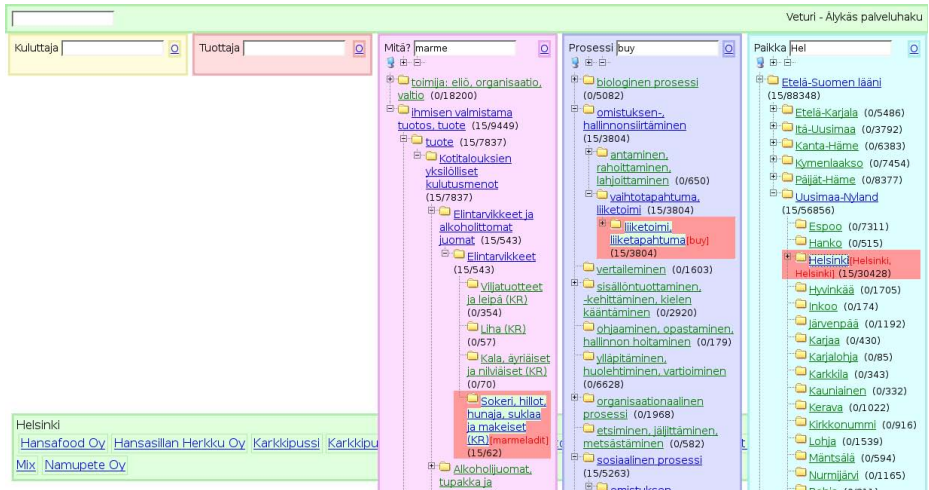 Veturi - Älykäs palveluhaku
Kuluttaja
O
Tuottaja
O
Mitä? marme
O
toimija: eliö, organisaatio,
valtio (0/18200)
ihmisen valmistama
tuotos, tuote (15/9449)
tuote (15/7837)
Kotitalouksien
yksilölliset
kulutusmenot
(15/7837)
Elintarvikkeet ja
alkoholittomat
juomat (15/543)
Elintarvikkeet
(15/543)
Viljatuotteet
ja leipä (KR)
(0/354)
Liha (KR)
(0/57)
Kala, äyriäiset
ja nilviäiset (KR)
(0/70)
Sokeri, hillot,
hunaja, suklaa
ja makeiset
(KR)[marmeladit]
(15/62)
Alkoholijuomat,
tupakka ja
Prosessi buy
O
biologinen prosessi
(0/5082)
omistuksen-,
hallinnonsiirtäminen
(15/3804)
antaminen,
rahoittaminen,
lahjoittaminen (0/650)
vaihtotapahtuma,
liiketoimi (15/3804)
liiketoimi,
liiketapahtuma[buy]
(15/3804)
vertaileminen (0/1603)
sisällöntuottaminen,
-kehittäminen, kielen
kääntäminen (0/2920)
ohjaaminen, opastaminen,
hallinnon hoitaminen (0/179)
ylläpitäminen,
huolehtiminen, vartioiminen
(0/6628)
organisaationaalinen
prosessi (0/1968)
etsiminen, jäljittäminen,
metsästäminen (0/582)
sosiaalinen prosessi
(15/5263)
omistuksen
Paikka Hel
O
Etelä-Suomen lääni
(15/88348)
Etelä-Karjala (0/5486)
Itä-Uusimaa (0/3792)
Kanta-Häme (0/6383)
Kymenlaakso (0/7454)
Päijät-Häme (0/8377)
Uusimaa-Nyland
(15/56856)
Espoo (0/7311)
Hanko (0/515)
Helsinki[Helsinki,
Helsinki] (15/30428)
Hyvinkää (0/1705)
Inkoo (0/174)
Järvenpää (0/1192)
Karjaa (0/430)
Karjalohja (0/85)
Karkkila (0/343)
Kauniainen (0/332)
Kerava (0/1022)
Kirkkonummi (0/916)
Lohja (0/1539)
Mäntsälä (0/594)
Nurmijärvi (0/1165)
Helsinki
Hansafood Oy Hansasillan Herkku Oy Karkkipussi Karkkipu
Mix Namupete Oy